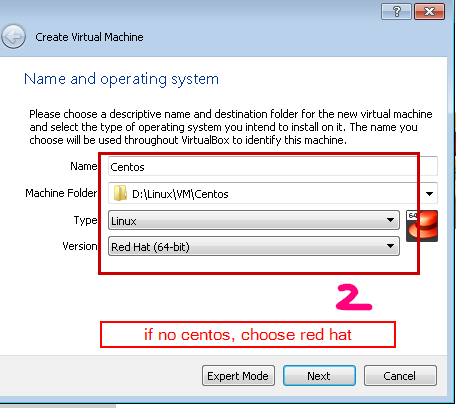 Create Virtual Machine
Name and operating system
Please choose a descriptive name and destination folder for the new virtual machine
and select the type of operating system you intend to install on it. The name you
choose will be used throughout VirtualBox to identify this machine.
Name Centos
Machine Folder D:\Linux\VM\Centos
Type Linux 64
Version Red Hat (64-bit)
2
if no centos, choose red hat
Expert Mode Next Cancel